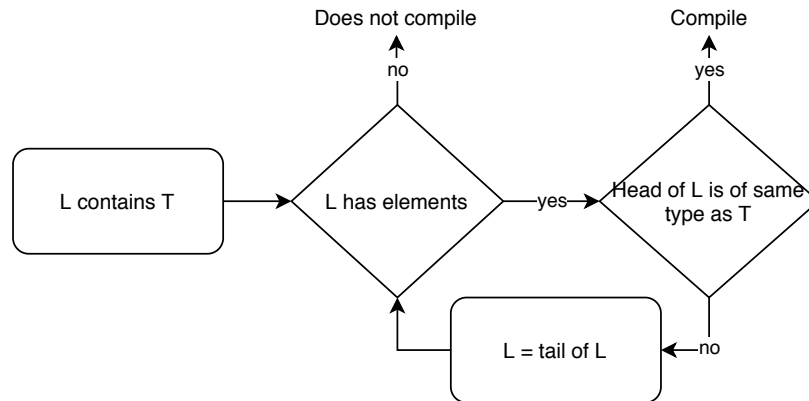 Does not compile
Compile
no
yes
L contains T
L has elements
yes
Head of L is of same
type as T
L = tail of L
no